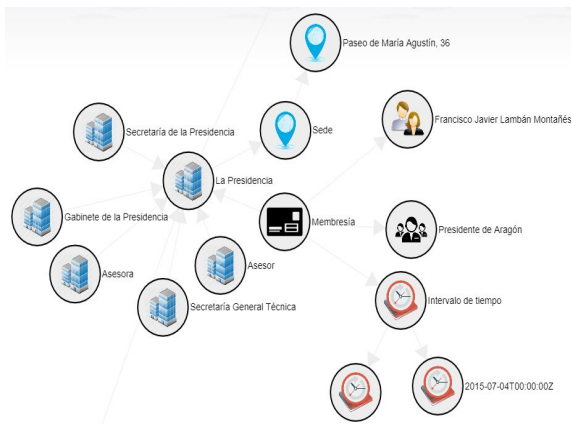 Paseo de María Agustín, 36
Francisco Javier Lambán Montañés
Secretaría de la Presidencia
Sede
La Presidencia
Gabinete de la Presidencia
Membresía
Presidente de Aragón
Asesora
Asesor
Secretaría General Técnica
Intervalo de tiempo
2015-07-04T00:00:00Z